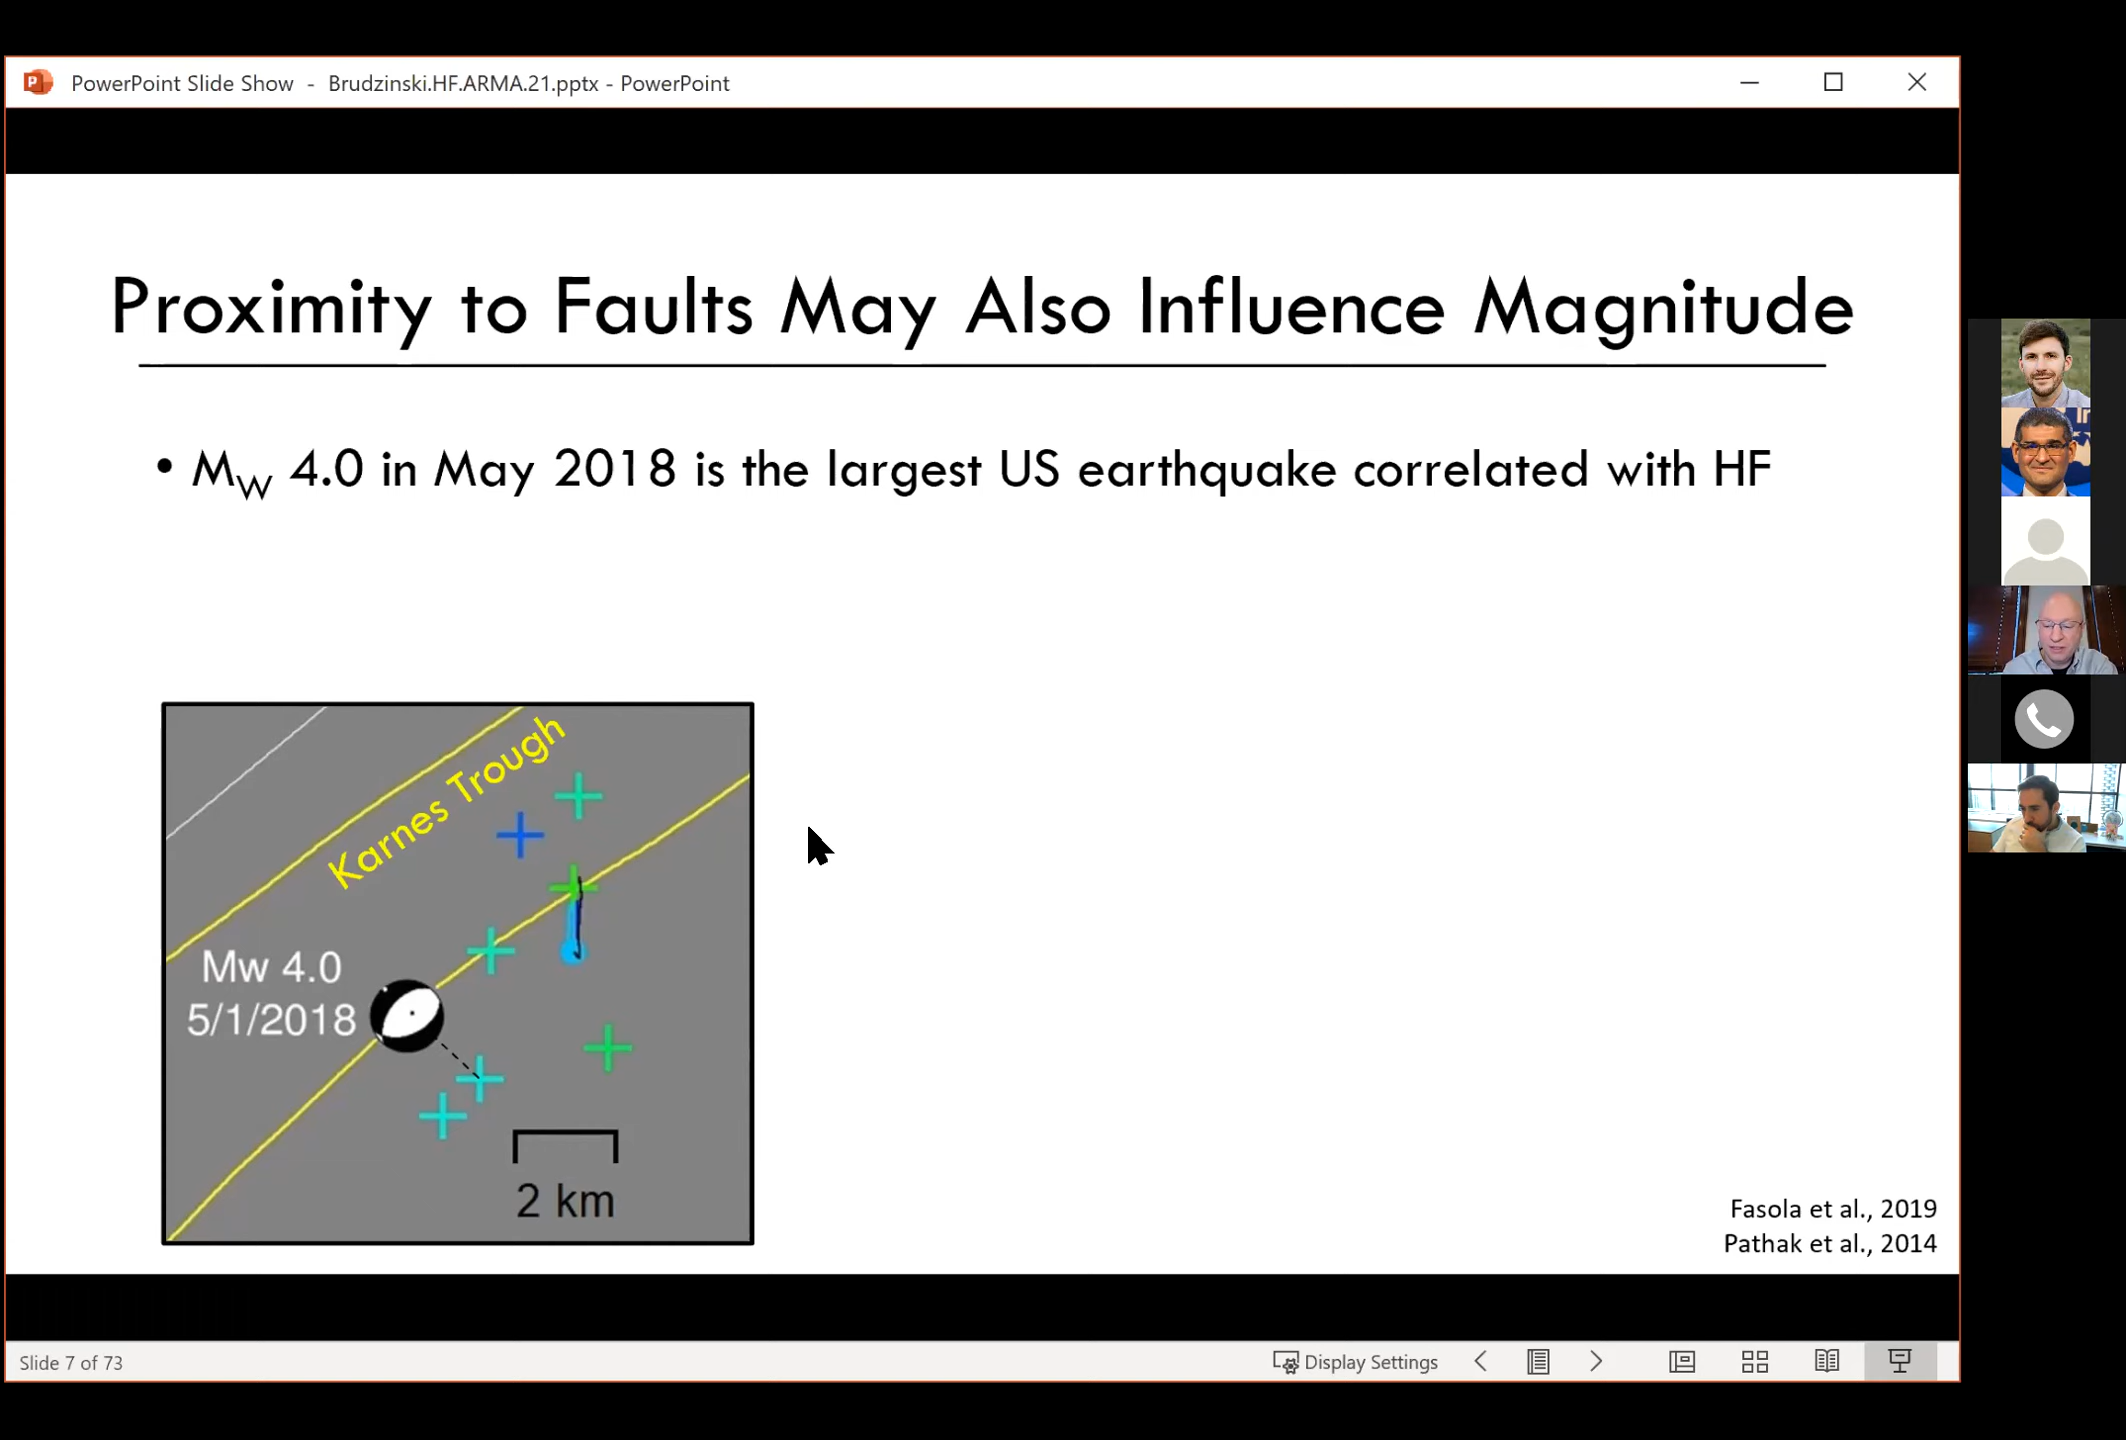 PowerPoint Slide Show - Brudzinski.HF.ARMA.21.pptx - PowerPoint
Proximity to Faults May Also Influence Magnitude
• MW 4.0 in May 2018 is the largest US earthquake correlated with HF
Karnes Trough
Mw 4.0
5/1/2018
2 km
Fasola et al., 2019
Pathak et al., 2014
Slide 7 of 73
Display Settings